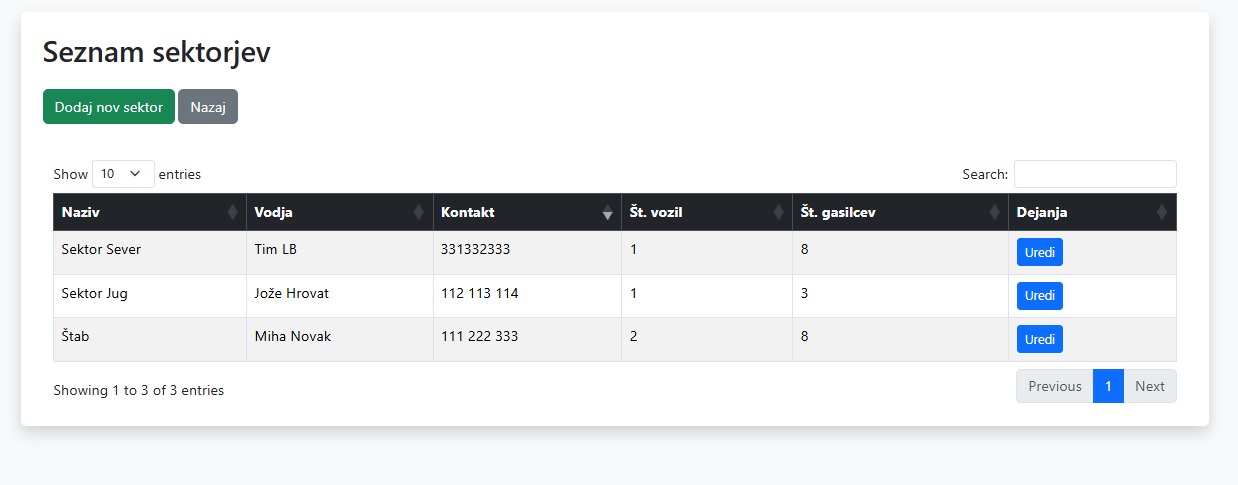 Seznam sektorjev
Dodaj nov sektor Nazaj
Show 10 entries Search:
Naziv Vodja Kontakt Št. vozil Št. gasilcev Dejanja
Sektor Sever Tim LB 331332333 1 8 Uredi
Sektor Jug Jože Hrovat 112 113 114 1 3 Uredi
Štab Miha Novak 111 222 333 2 8 Uredi
Showing 1 to 3 of 3 entries Previous 1 Next